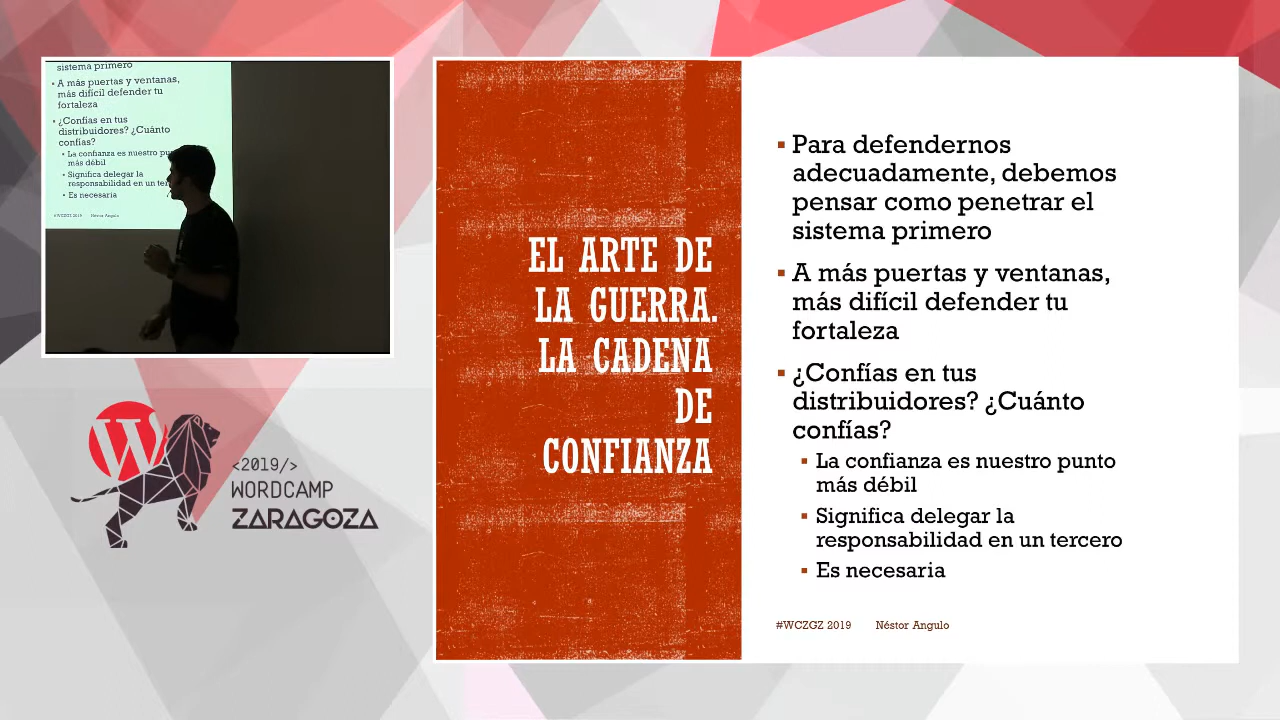 sistema primero
• A más puertas y ventanas,
más difícil defender tu
fortaleza
• ¿Confías en tus
distribuidores? ¿Cuánto
confías?
• La confianza es nuestro
más débil
• Significa delegar la
responsabilidad en un
• Es necesaria
#WCZGZ 2019 Néstor Angulo
W
<2019/>
WORDCAMP
ZARAGOZA
EL ARTE DE
LA GUERRA.
LA CADENA
DE
CONFIANZA
▪ Para defendernos
adecuadamente, debemos
pensar como penetrar el
sistema primero
▪ A más puertas y ventanas,
más difícil defender tu
fortaleza
▪ ¿Confías en tus
distribuidores? ¿Cuánto
confías?
▪ La confianza es nuestro punto
más débil
▪ Significa delegar la
responsabilidad en un tercero
▪ Es necesaria
#WCZGZ 2019 Néstor Angulo